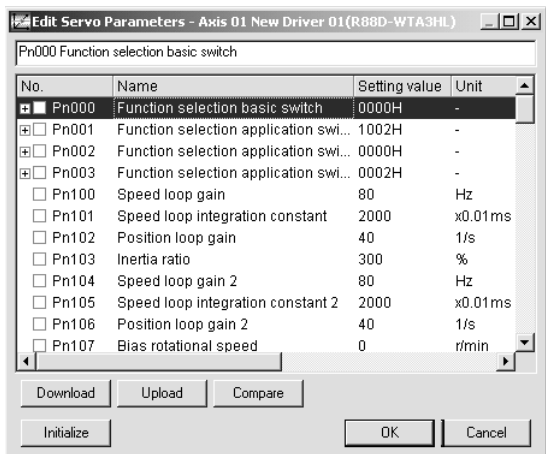 Edit Servo Parameters - Axis 01 New Driver 01(R88D-WTA3HL)
Pn000 Function selection basic switch
No. Name Setting value Unit
Pn000 Function selection basic switch 0000H -
Pn001 Function selection application swi... 1002H -
Pn002 Function selection application swi... 0000H -
Pn003 Function selection application swi... 0002H -
Pn100 Speed loop gain 80 Hz
Pn101 Speed loop integration constant 2000 x0.01ms
Pn102 Position loop gain 40 1/s
Pn103 Inertia ratio 300 %
Pn104 Speed loop gain 2 80 Hz
Pn105 Speed loop integration constant 2 2000 x0.01ms
Pn106 Position loop gain 2 40 1/s
Pn107 Bias rotational speed 0 r/min
Download Upload Compare
Initialize OK Cancel